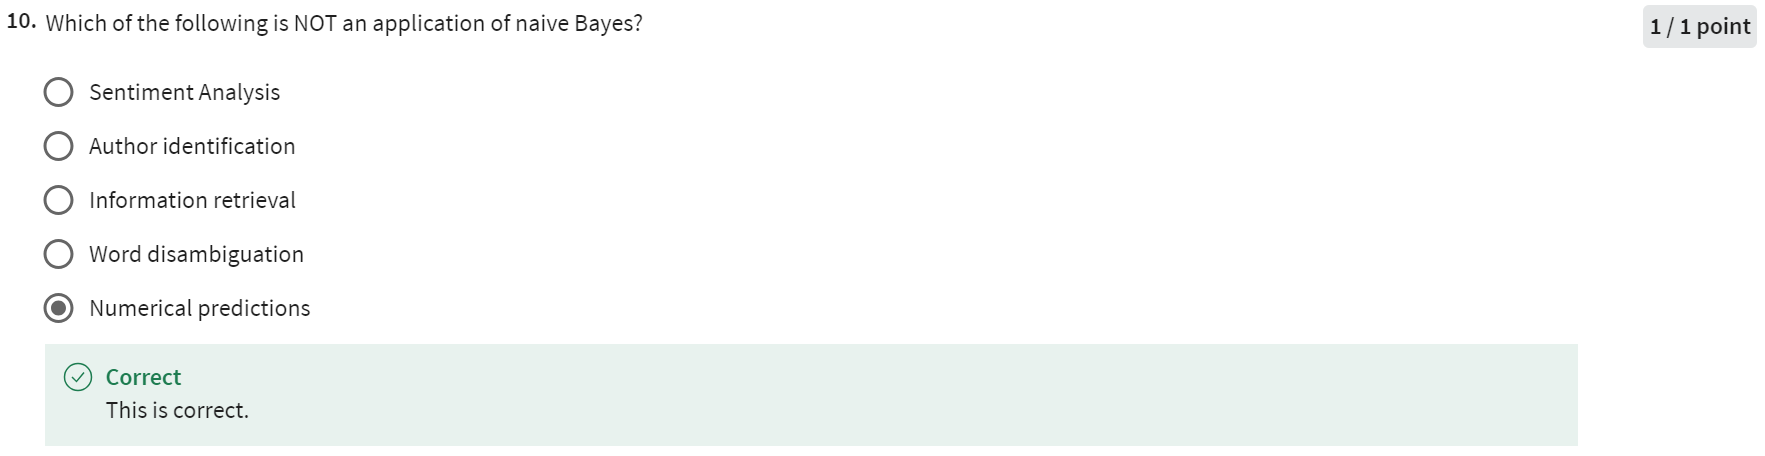 10. Which of the following is NOT an application of naive Bayes?
1 / 1 point
Sentiment Analysis
Author identification
Information retrieval
Word disambiguation
Numerical predictions
Correct
This is correct.